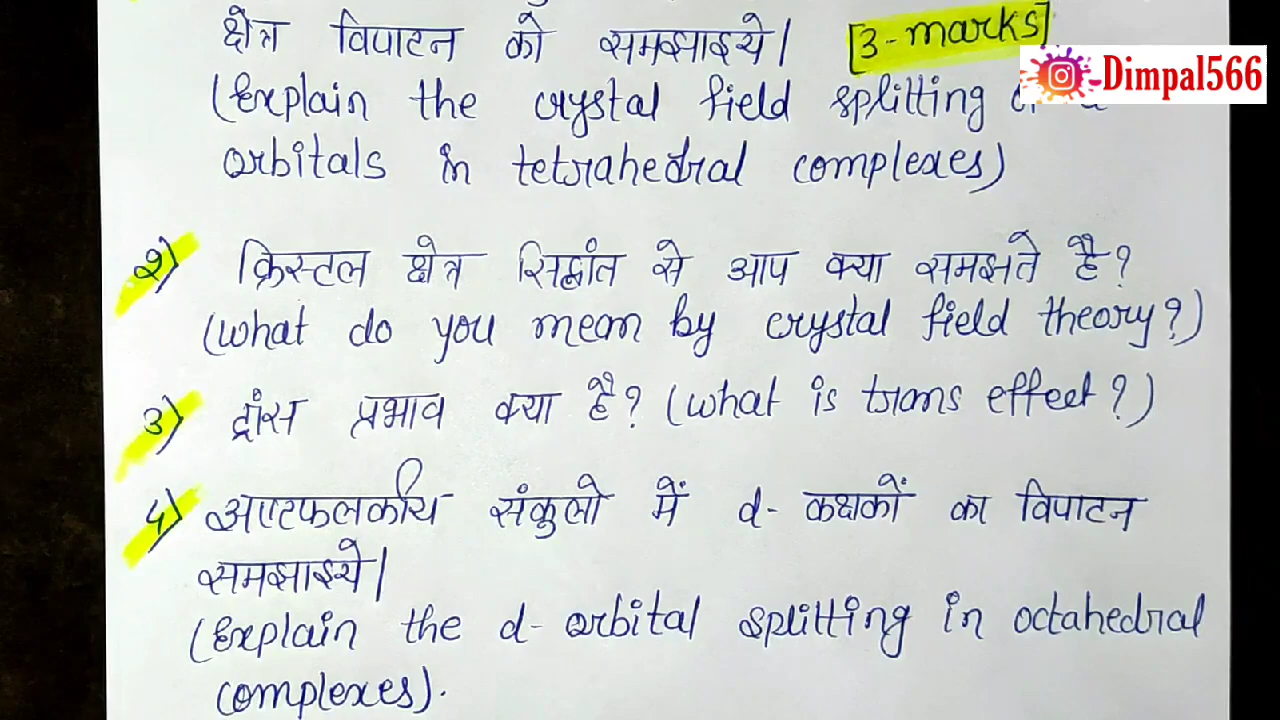 क्षेत्र विपाटन को समझाइये। [3-marks]
-Dimpal566
(Explain the crystal field splitting
orbitals in tetrahedral complexes)
2) क्रिस्टल क्षेत्र सिद्धांत से आप क्या समझते है?
(what do you mean by crystal field theory?)
3) ट्रांस प्रभाव क्या है? (what is trans effect?)
4) अष्टफलकीय संकुलो में d- कक्षकों का विपाटन
समझाइये।
(Explain the d-orbital splitting in octahedral
complexes).